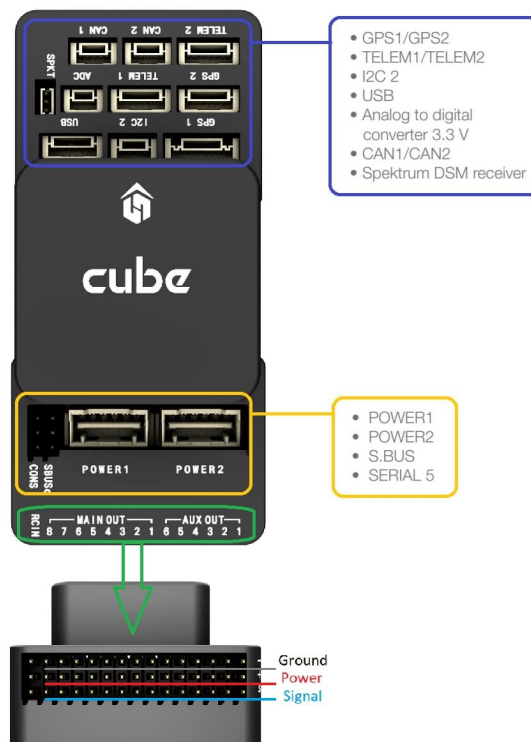 CAN 1 CAN 2 TELEM 2
SPKT ADC TELEM 1 GPS 2
USB I2C 2 GPS 1
• GPS1/GPS2
• TELEM1/TELEM2
• I2C 2
• USB
• Analog to digital
converter 3.3 V
• CAN1/CAN2
• Spektrum DSM receiver
cube
CONS SBUSo POWER1 POWER2
• POWER1
• POWER2
• S.BUS
• SERIAL 5
RCIN MAIN OUT AUX OUT
8 7 6 5 4 3 2 1 6 5 4 3 2 1
Ground
Power
Signal